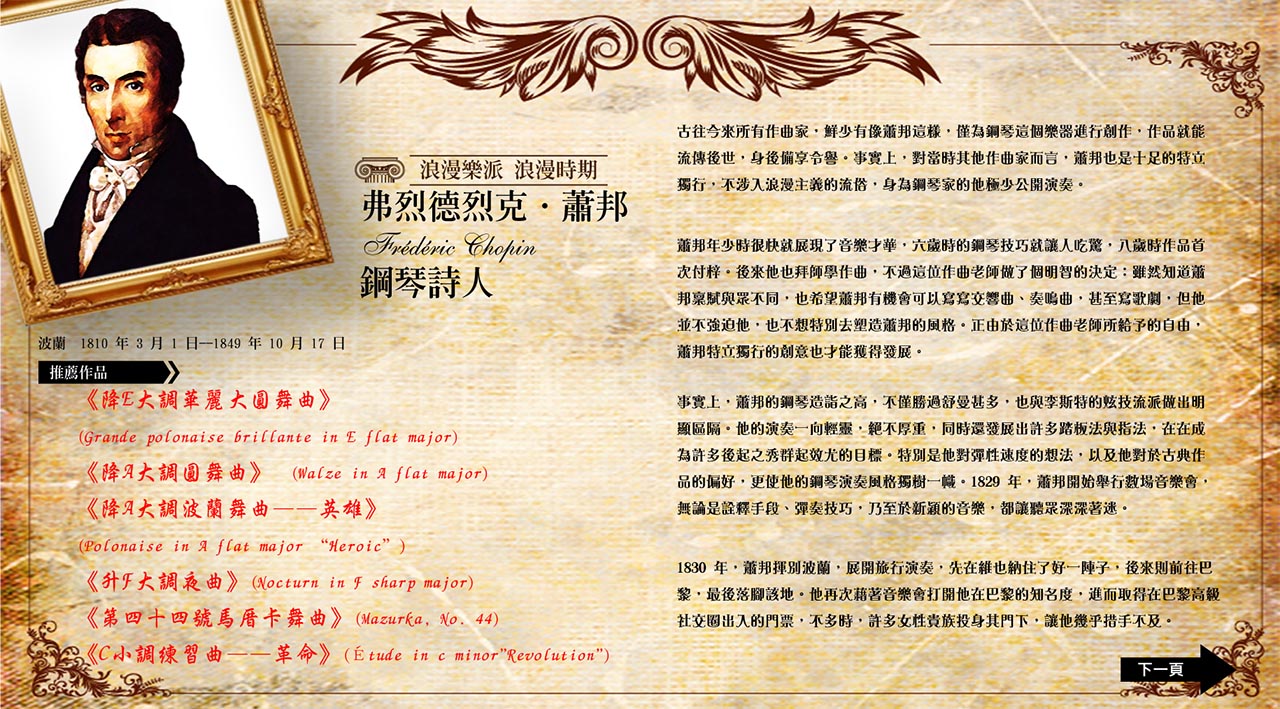 浪漫樂派 浪漫時期
弗烈德烈克·蕭邦
Frédéric Chopin
鋼琴詩人
波蘭 1810 年 3 月 1 日--1849 年 10 月 17 日
推薦作品
《降E大調華麗大圓舞曲》
(Grande polonaise brillante in E flat major)
《降A大調圓舞曲》 (Walze in A flat major)
《降A大調波蘭舞曲——英雄》
(Polonaise in A flat major “Heroic”)
《升F大調夜曲》(Nocturn in F sharp major)
《第四十四號馬厝卡舞曲》(Mazurka, No. 44)
《C小調練習曲——革命》(Étude in c minor”Revolution”)
古往今來所有作曲家，鮮少有像蕭邦這樣，僅為鋼琴這個樂器進行創作，作品就能
流傳後世，身後備享令譽。事實上，對當時其他作曲家而言，蕭邦也是十足的特立
獨行，不涉入浪漫主義的流俗，身為鋼琴家的他極少公開演奏。
蕭邦年少時很快就展現了音樂才華，六歲時的鋼琴技巧就讓人吃驚，八歲時作品首
次付梓。後來他也拜師學作曲，不過這位作曲老師做了個明智的決定：雖然知道蕭
邦稟賦與眾不同，也希望蕭邦有機會可以寫寫交響曲、奏鳴曲，甚至寫歌劇，但他
並不強迫他，也不想特別去塑造蕭邦的風格。正由於這位作曲老師所給予的自由，
蕭邦特立獨行的創意也才能獲得發展。
事實上，蕭邦的鋼琴造詣之高，不僅勝過舒曼甚多，也與李斯特的炫技流派做出明
顯區隔。他的演奏一向輕靈，絕不厚重，同時還發展出許多踏板法與指法，在在成
為許多後起之秀群起效尤的目標。特別是他對彈性速度的想法，以及他對於古典作
品的偏好，更使他的鋼琴演奏風格獨樹一幟。1829 年，蕭邦開始舉行數場音樂會，
無論是詮釋手段、彈奏技巧，乃至於新穎的音樂，都讓聽眾深深著迷。
1830 年，蕭邦揮別波蘭，展開旅行演奏，先在維也納住了好一陣子，後來則前往巴
黎，最後落腳該地。他再次藉著音樂會打開他在巴黎的知名度，進而取得在巴黎高級
社交圈出入的門票，不多時，許多女性貴族投身其門下，讓他幾乎措手不及。
下一頁